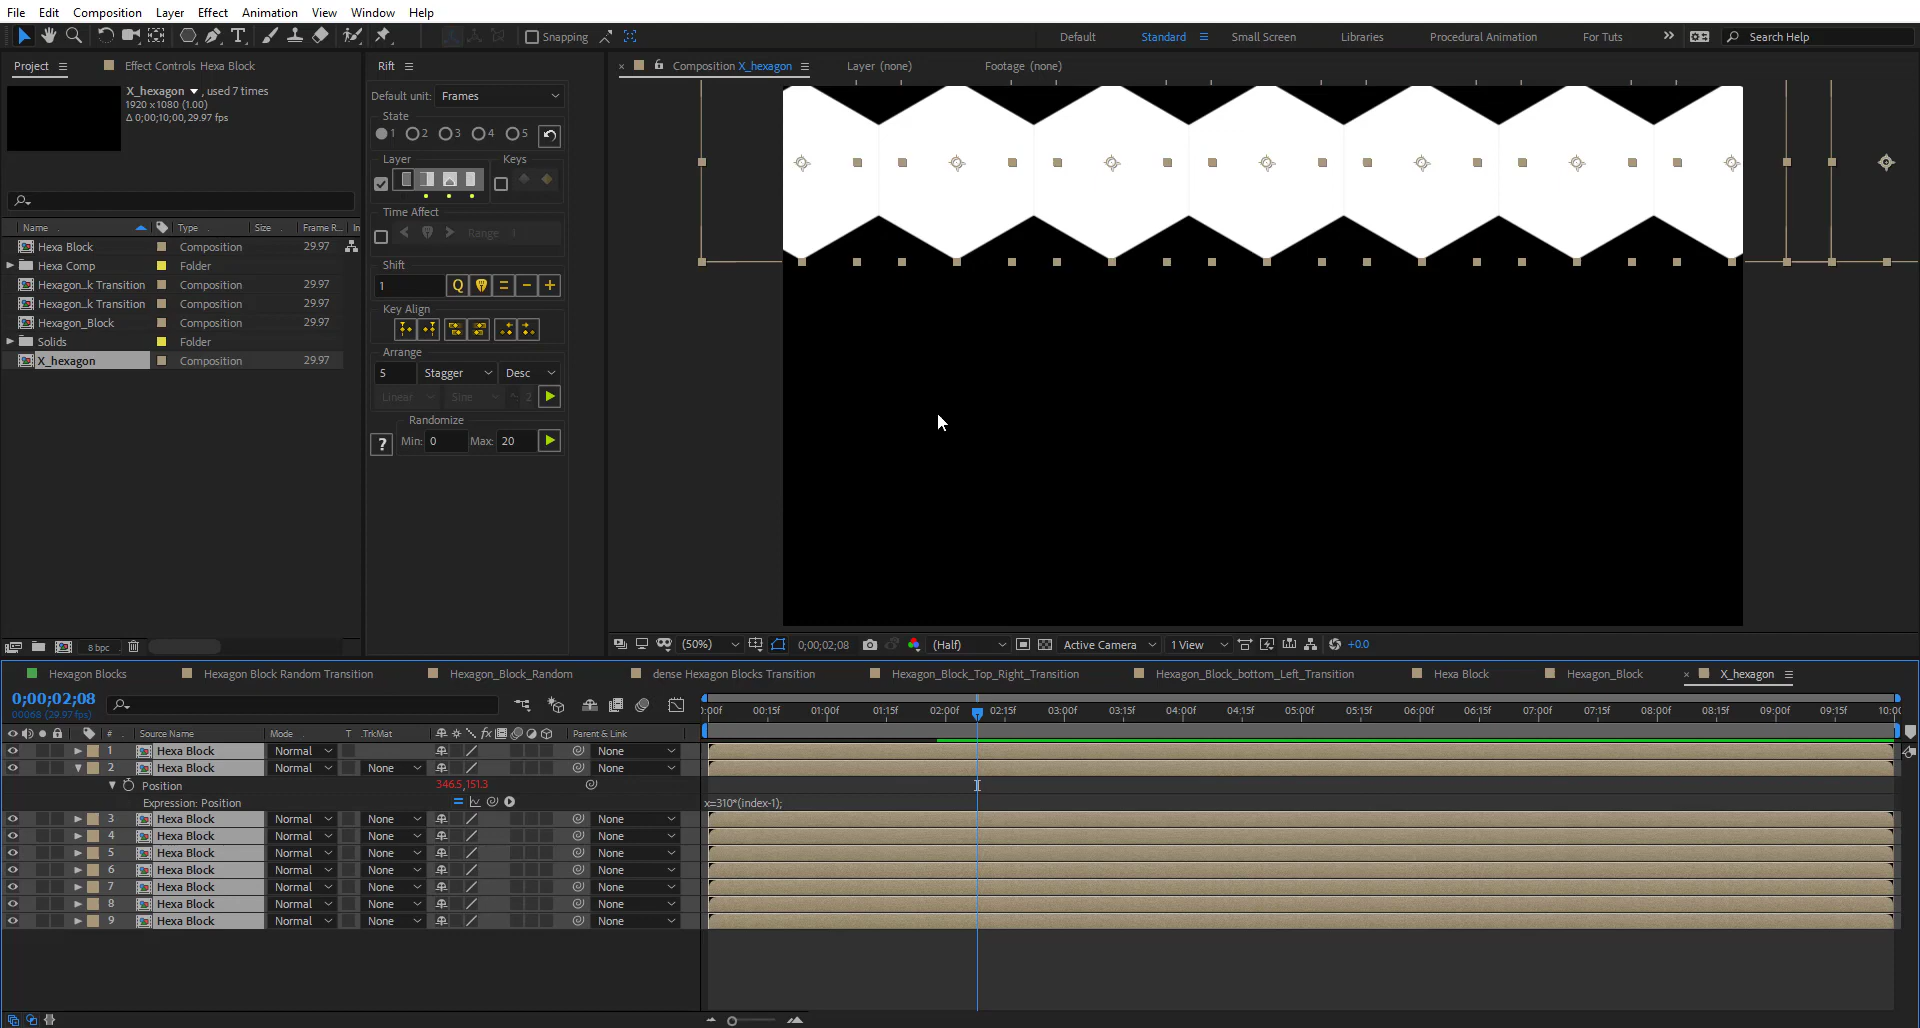 File Edit Composition Layer Effect Animation View Window Help
Snapping
Default Standard Small Screen Libraries Procedural Animation For Tuts Search Help
Project Effect Controls Hexa Block
X_hexagon , used 7 times
1920 x1080 (1.00)
Δ 0;00;10;00, 29.97 fps
Name Type Size Frame R... In
Hexa Block Composition 29.97
Hexa Comp Folder
Hexagon...k Transition Composition 29.97
Hexagon...k Transition Composition 29.97
Hexagon_Block Composition 29.97
Solids Folder
X_hexagon Composition 29.97
8 bpc
Rift
Default unit: Frames
State
1 2 3 4 5
Layer Keys
Time Affect
Range 1
Shift
1 Q
Key Align
Arrange
5 Stagger Desc
Linear Sine 2
Randomize
? Min: 0 Max: 20
Composition X_hexagon Layer (none) Footage (none)
(50%) 0;00;02;08 (Half) Active Camera 1 View +0.0
Hexagon Blocks Hexagon Block Random Transition Hexagon_Block_Random dense Hexagon Blocks Transition Hexagon_Block_Top_Right_Transition Hexagon_Block_bottom_Left_Transition Hexa Block Hexagon_Block X_hexagon
0;00;02;08
00068 (29.97 fps)
):00f 00:15f 01:00f 01:15f 02:00f 02:15f 03:00f 03:15f 04:00f 04:15f 05:00f 05:15f 06:00f 06:15f 07:00f 07:15f 08:00f 08:15f 09:00f 09:15f 10:00
# Source Name Mode T .TrkMat fx Parent & Link
1 Hexa Block Normal None
2 Hexa Block Normal None None
Position 346.5,151.3
Expression: Position x=310*(index-1);
3 Hexa Block Normal None None
4 Hexa Block Normal None None
5 Hexa Block Normal None None
6 Hexa Block Normal None None
7 Hexa Block Normal None None
8 Hexa Block Normal None None
9 Hexa Block Normal None None